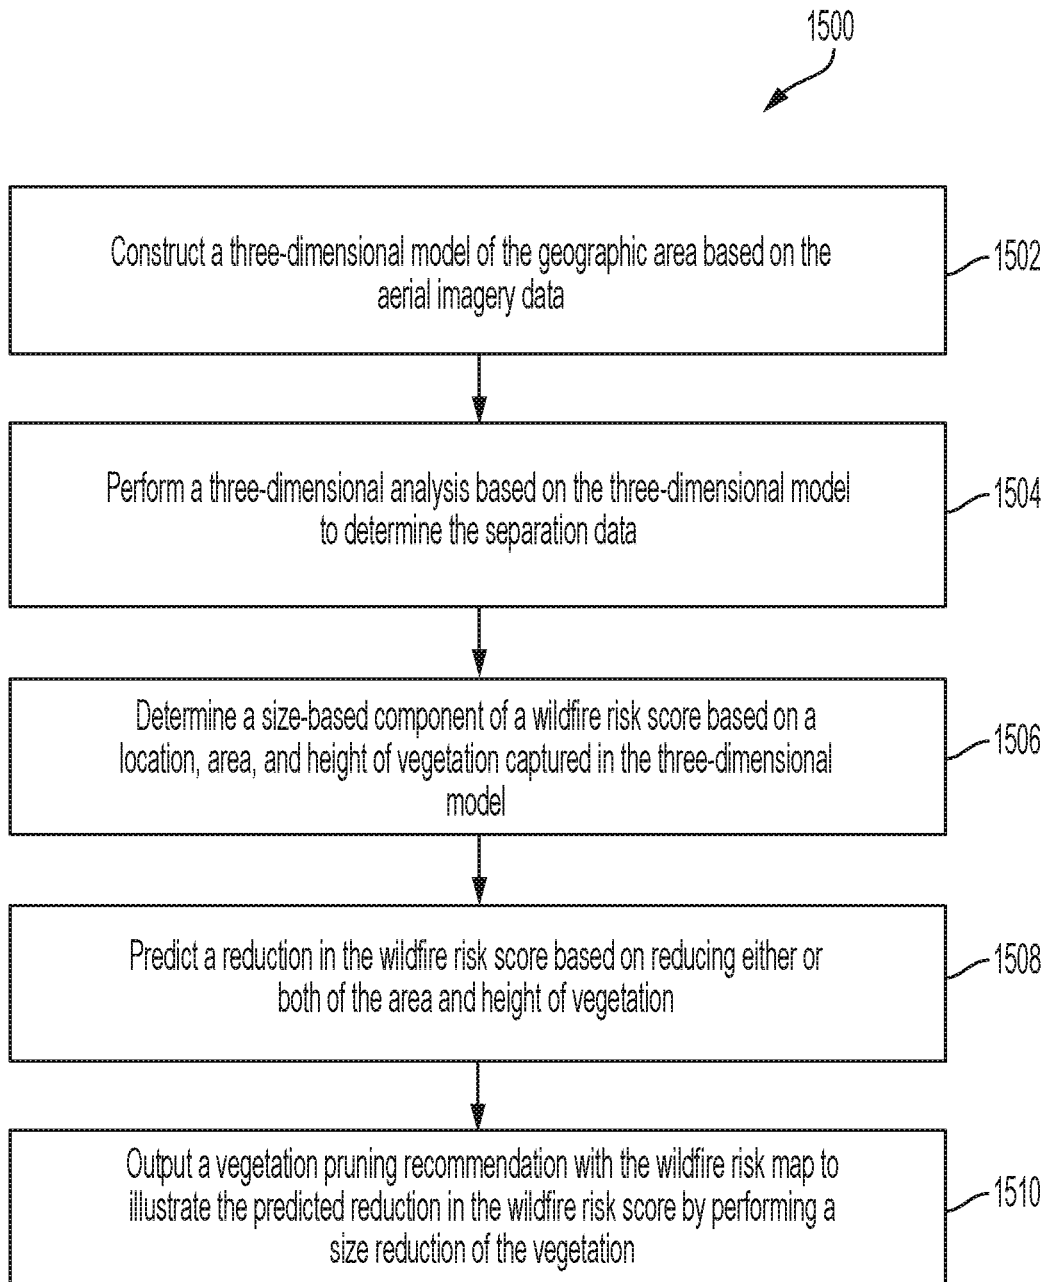 1500
Construct a three-dimensional model of the geographic area based on the
aerial imagery data
1502
Perform a three-dimensional analysis based on the three-dimensional model
to determine the separation data
1504
Determine a size-based component of a wildfire risk score based on a
location, area, and height of vegetation captured in the three-dimensional
model
1506
Predict a reduction in the wildfire risk score based on reducing either or
both of the area and height of vegetation
1508
Output a vegetation pruning recommendation with the wildfire risk map to
illustrate the predicted reduction in the wildfire risk score by performing a
size reduction of the vegetation
1510